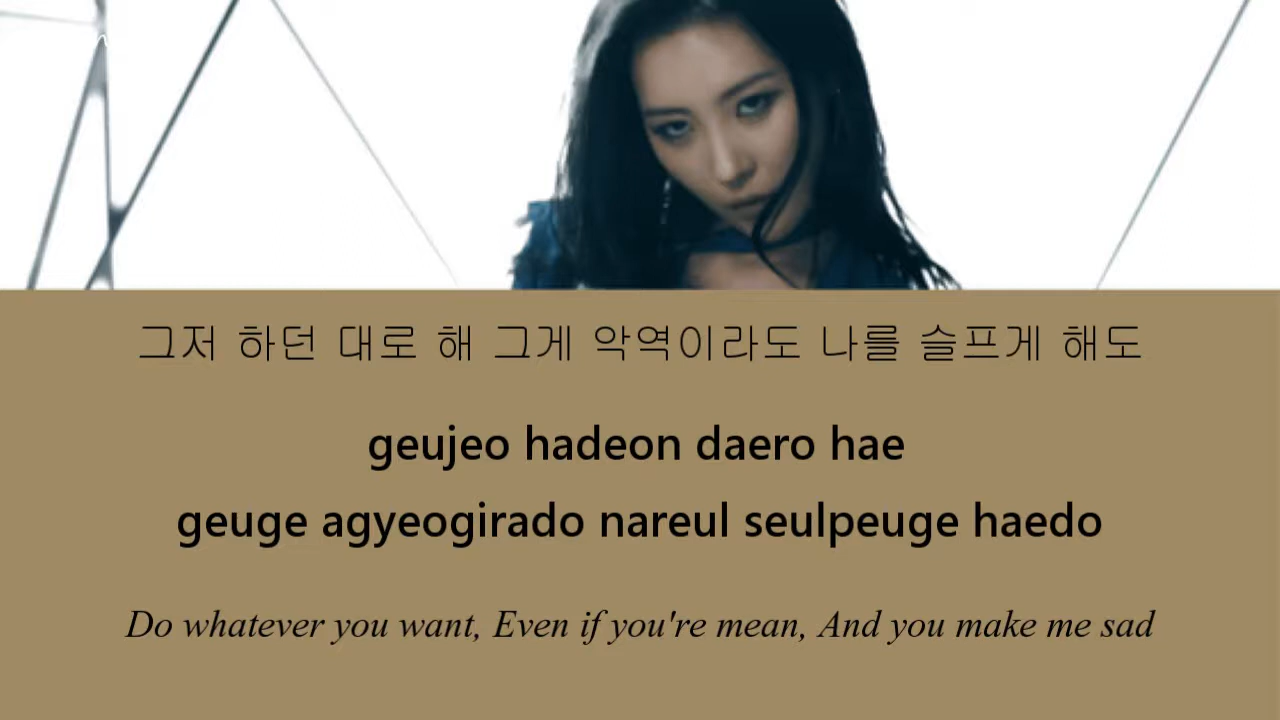 그저 하던 대로 해 그게 악역이라도 나를 슬프게 해도
geujeo hadeon daero hae
geuge agyeogirado nareul seulpeuge haedo
Do whatever you want, Even if you're mean, And you make me sad